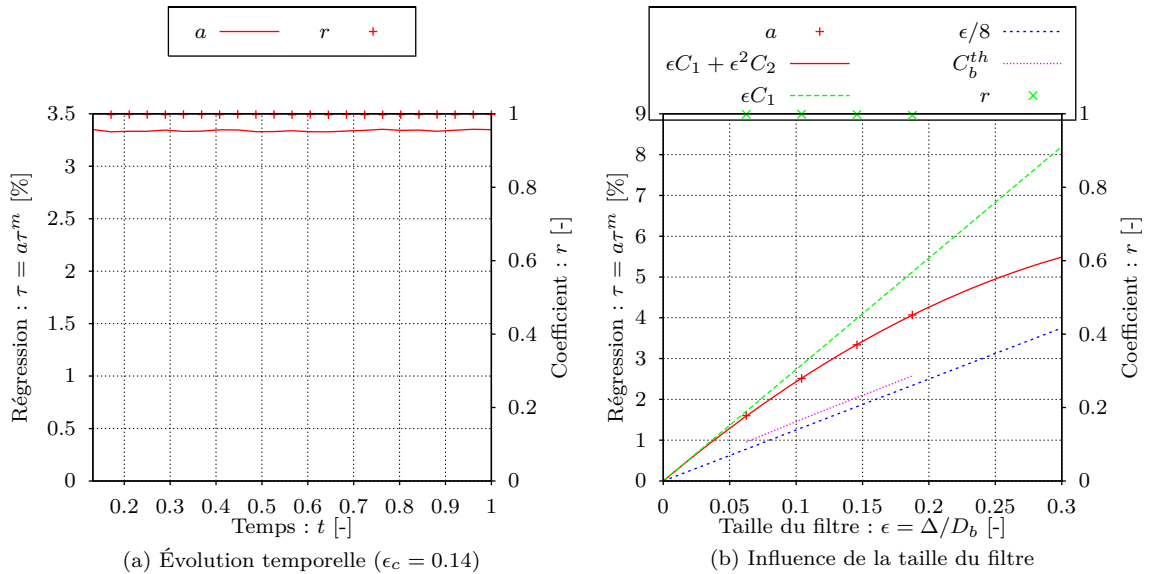 a r
3.5
3
2.5
2
1.5
1
0.5
0
1
0.8
0.6
0.4
0.2
0
0.2 0.3 0.4 0.5 0.6 0.7 0.8 0.9 1
Régression : τ = aτ^m [%]
Coefficient : r [-]
Temps : t [-]
(a) Évolution temporelle (ϵ_c = 0.14)
a ϵ/8
ϵC_1 + ϵ^2C_2 C_b^{th}
ϵC_1 r
9
8
7
6
5
4
3
2
1
0
1
0.8
0.6
0.4
0.2
0
0 0.05 0.1 0.15 0.2 0.25 0.3
Régression : τ = aτ^m [%]
Coefficient : r [-]
Taille du filtre : ϵ = Δ/D_b [-]
(b) Influence de la taille du filtre